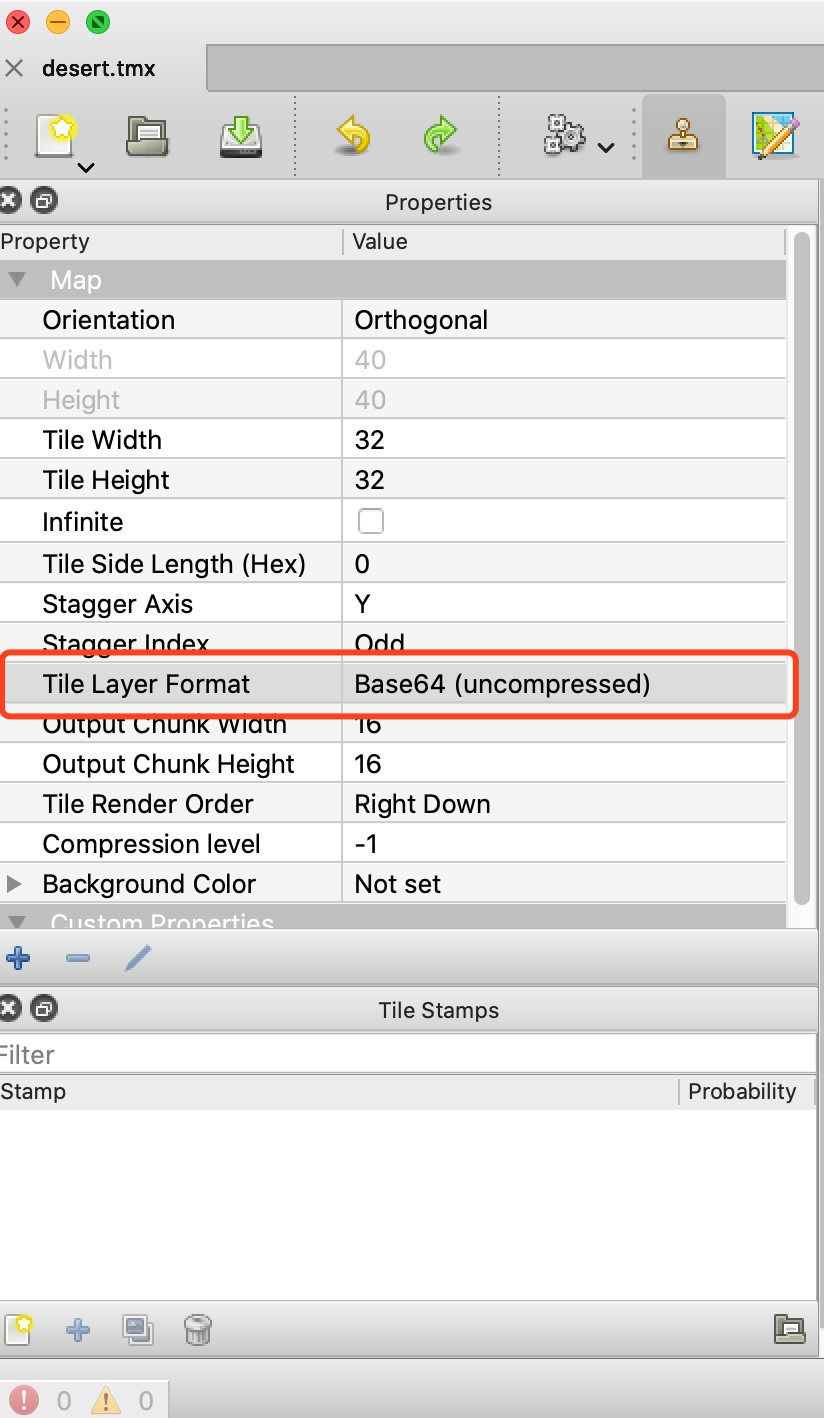 desert.tmx
Properties
Property Value
Map
Orientation Orthogonal
Width 40
Height 40
Tile Width 32
Tile Height 32
Infinite
Tile Side Length (Hex) 0
Stagger Axis Y
Stagger Index Odd
Tile Layer Format Base64 (uncompressed)
Output Chunk Width 16
Output Chunk Height 16
Tile Render Order Right Down
Compression level -1
Background Color Not set
Custom Properties
Tile Stamps
Filter
Stamp Probability
0 0